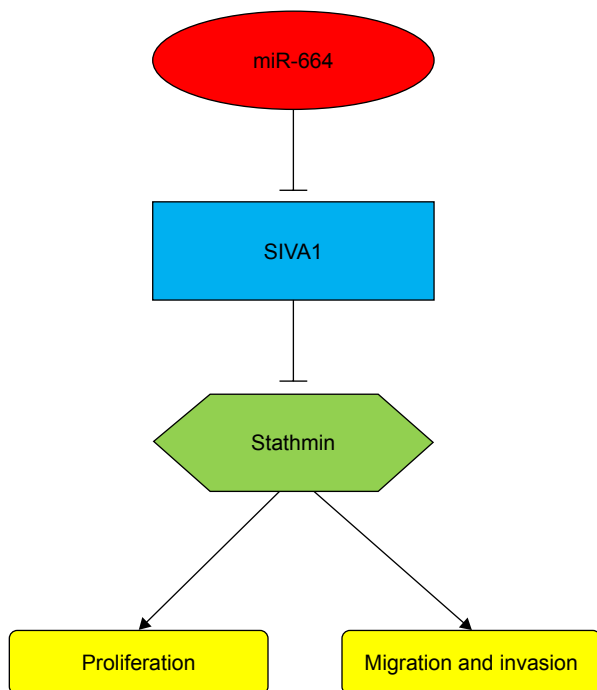 miR-664
SIVA1
Stathmin
Proliferation
Migration and invasion